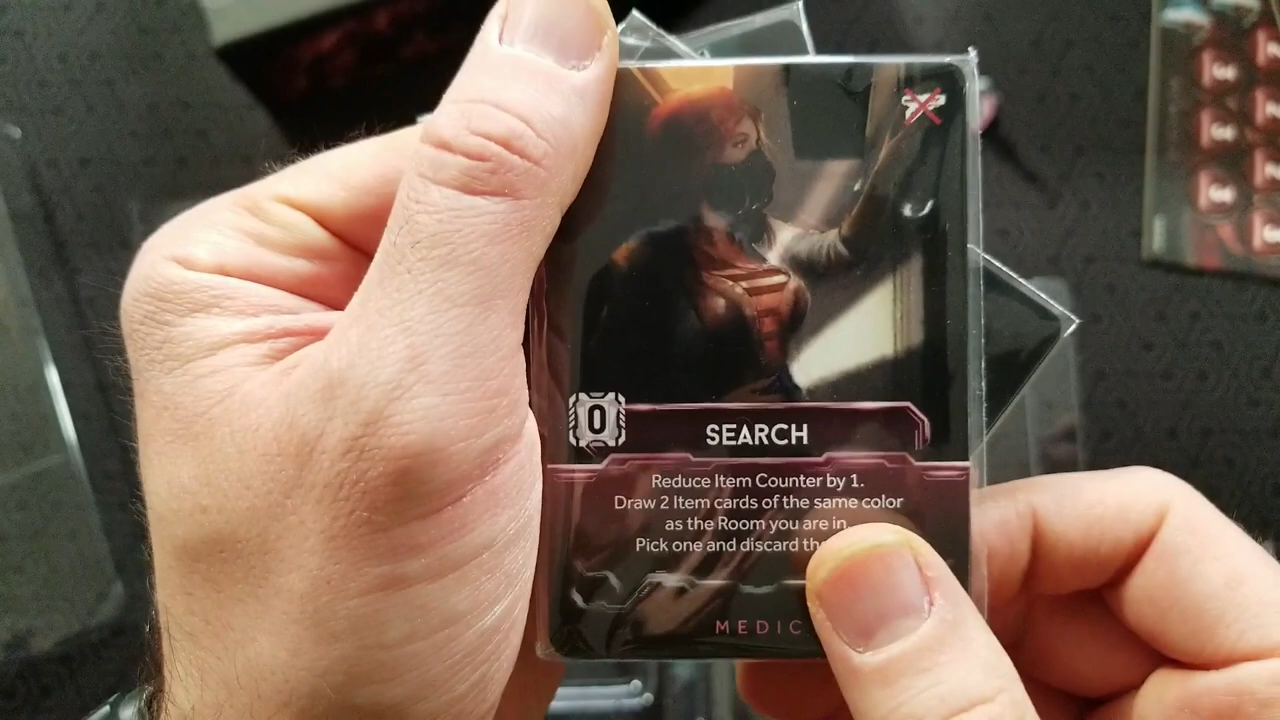 0
SEARCH
Reduce Item Counter by 1.
Draw 2 Item cards of the same color
as the Room you are in.
Pick one and discard the
MEDIC